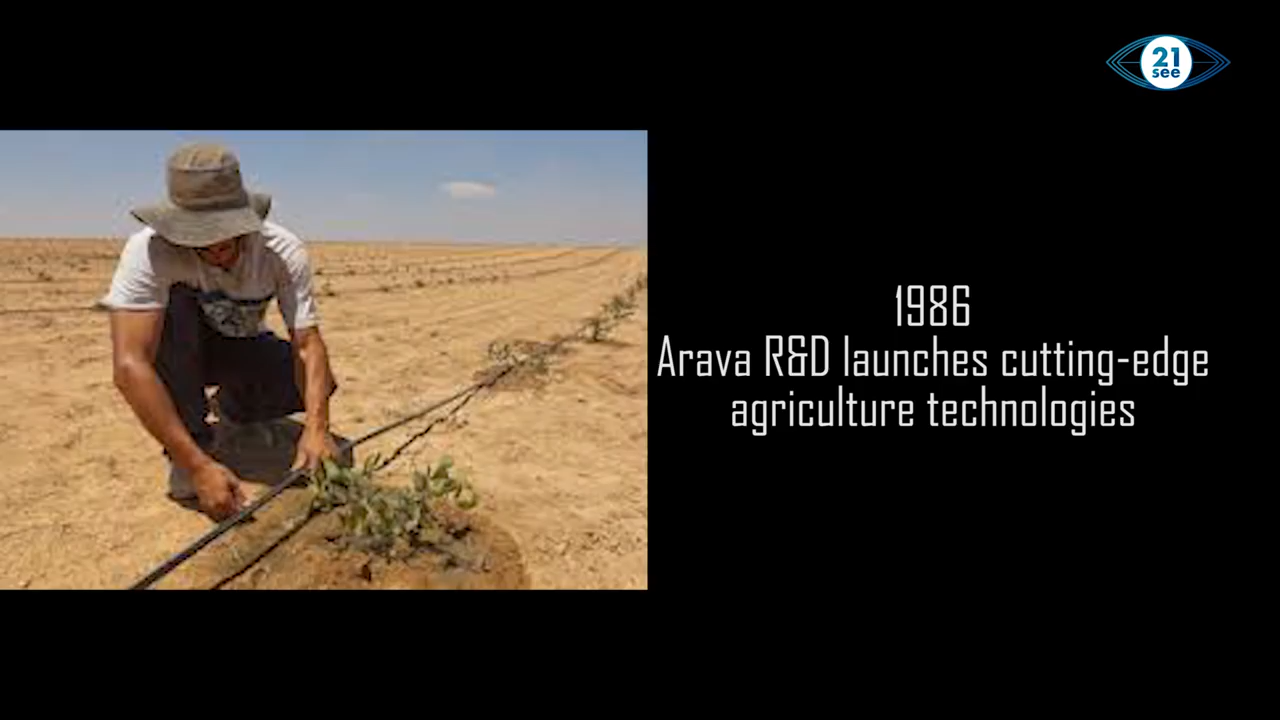 21
see
1986
Arava R&D launches cutting-edge
agriculture technologies